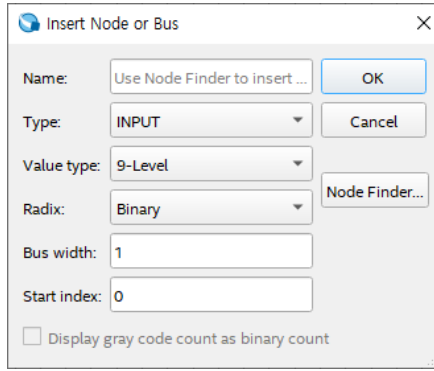 Insert Node or Bus
Name: Use Node Finder to insert ... OK
Type: INPUT Cancel
Value type: 9-Level
Node Finder...
Radix: Binary
Bus width: 1
Start index: 0
Display gray code count as binary count